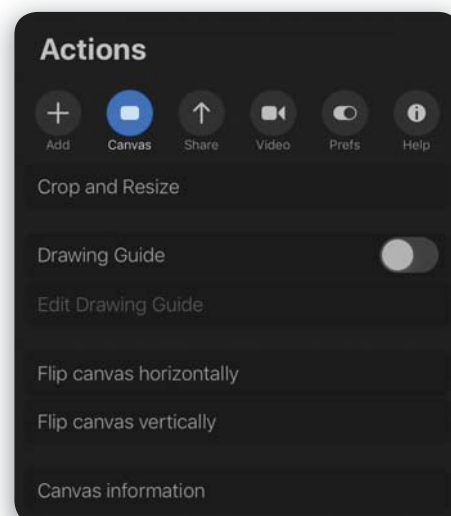 Actions
Add Canvas Share Video Prefs Help
Crop and Resize
Drawing Guide
Edit Drawing Guide
Flip canvas horizontally
Flip canvas vertically
Canvas information